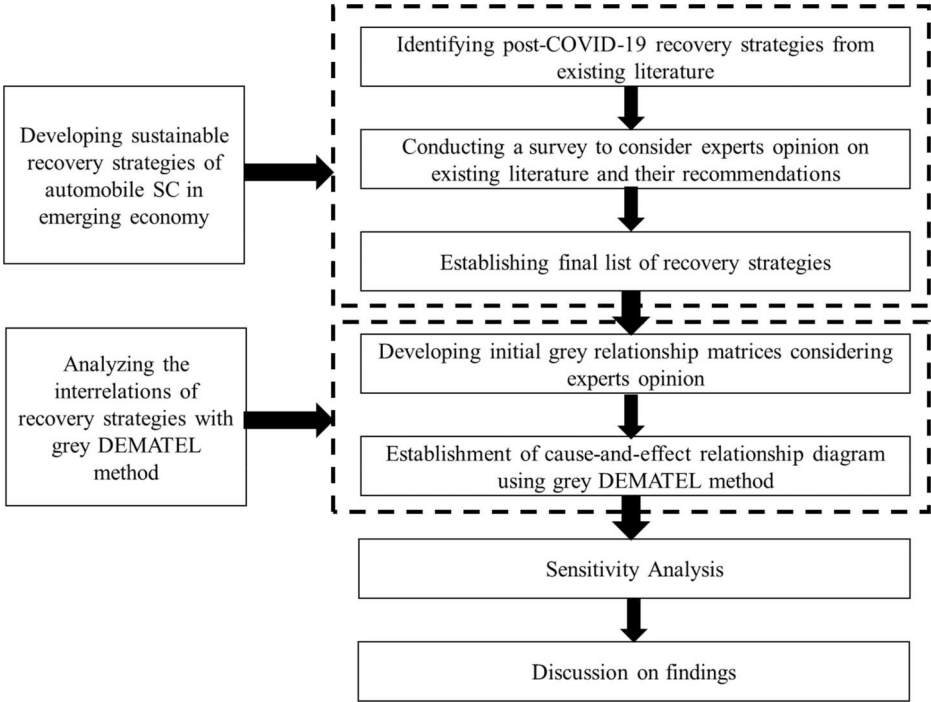 Developing sustainable
recovery strategies of
automobile SC in
emerging economy
Identifying post-COVID-19 recovery strategies from
existing literature
Conducting a survey to consider experts opinion on
existing literature and their recommendations
Establishing final list of recovery strategies
Analyzing the
interrelations of
recovery strategies with
grey DEMATEL
method
Developing initial grey relationship matrices considering
experts opinion
Establishment of cause-and-effect relationship diagram
using grey DEMATEL method
Sensitivity Analysis
Discussion on findings